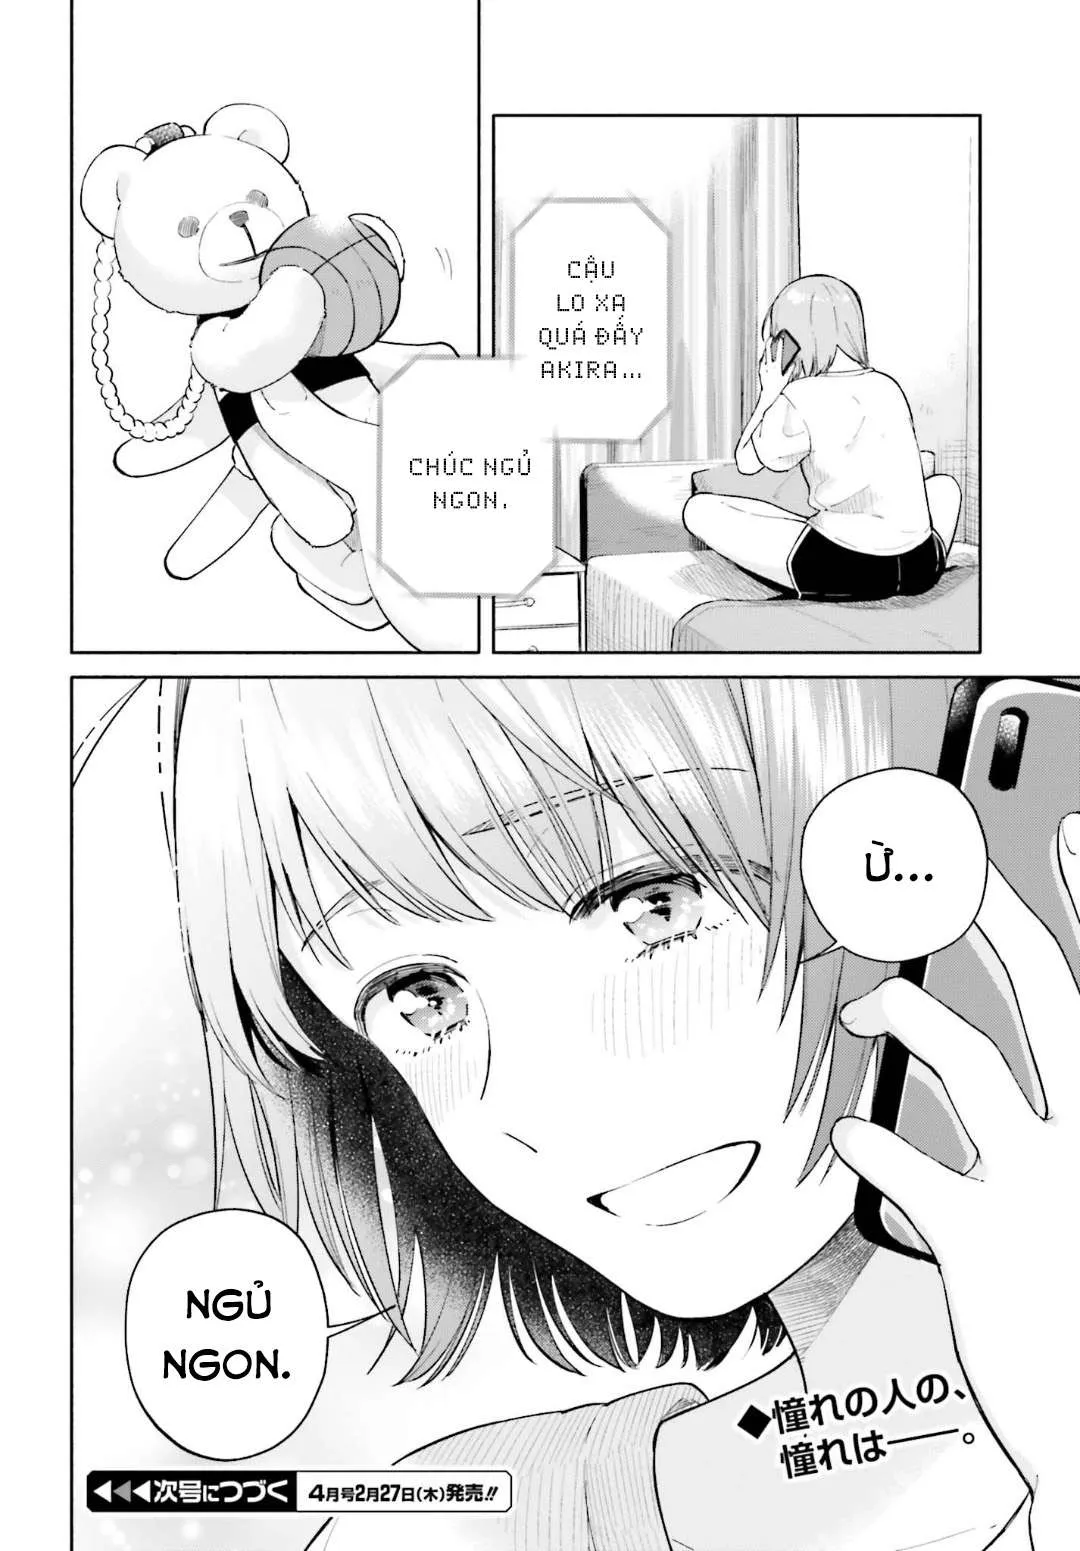 CẬU
LO XA
QUÁ ĐẤY
AKIRA...
CHÚC NGỦ
NGON.
Ừ...
NGỦ
NGON.
◆憧れの人の、
憧れは――。
次号につづく
4月号2月27日(木)発売!!